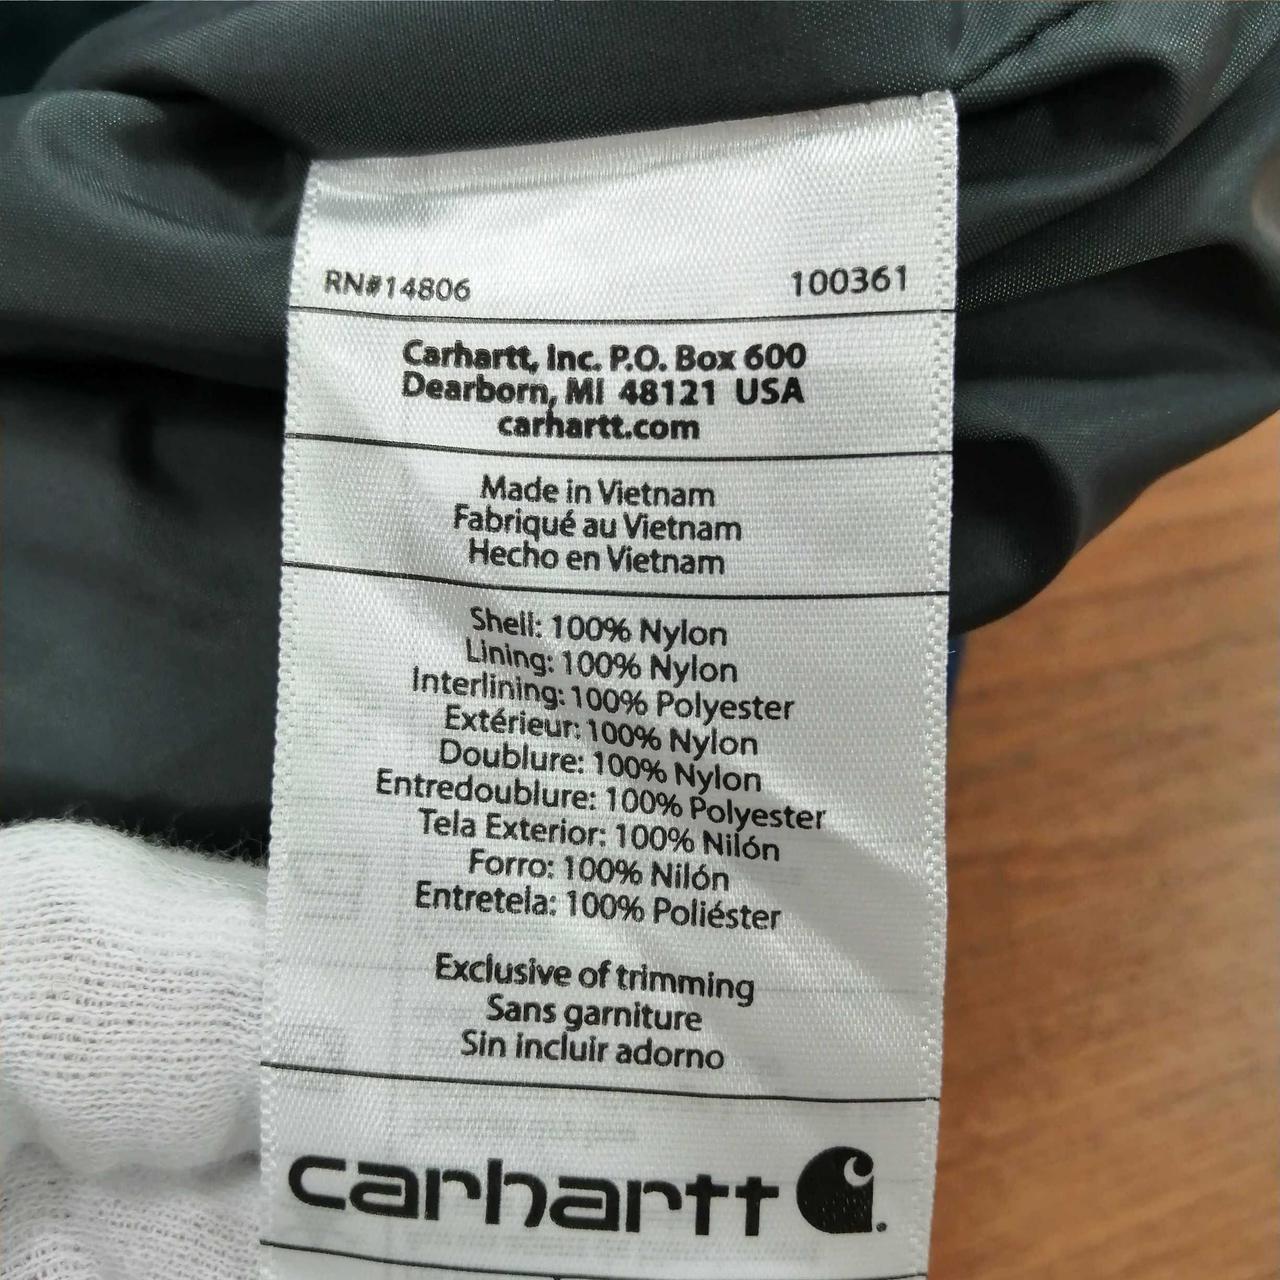 RN#14806 100361
Carhartt, Inc. P.O. Box 600
Dearborn, MI 48121 USA
carhartt.com
Made in Vietnam
Fabriqué au Vietnam
Hecho en Vietnam
Shell: 100% Nylon
Lining: 100% Nylon
Interlining: 100% Polyester
Extérieur: 100% Nylon
Doublure: 100% Nylon
Entredoublure: 100% Polyester
Tela Exterior: 100% Nilón
Forro: 100% Nilón
Entretela: 100% Poliéster
Exclusive of trimming
Sans garniture
Sin incluir adorno
carhartt